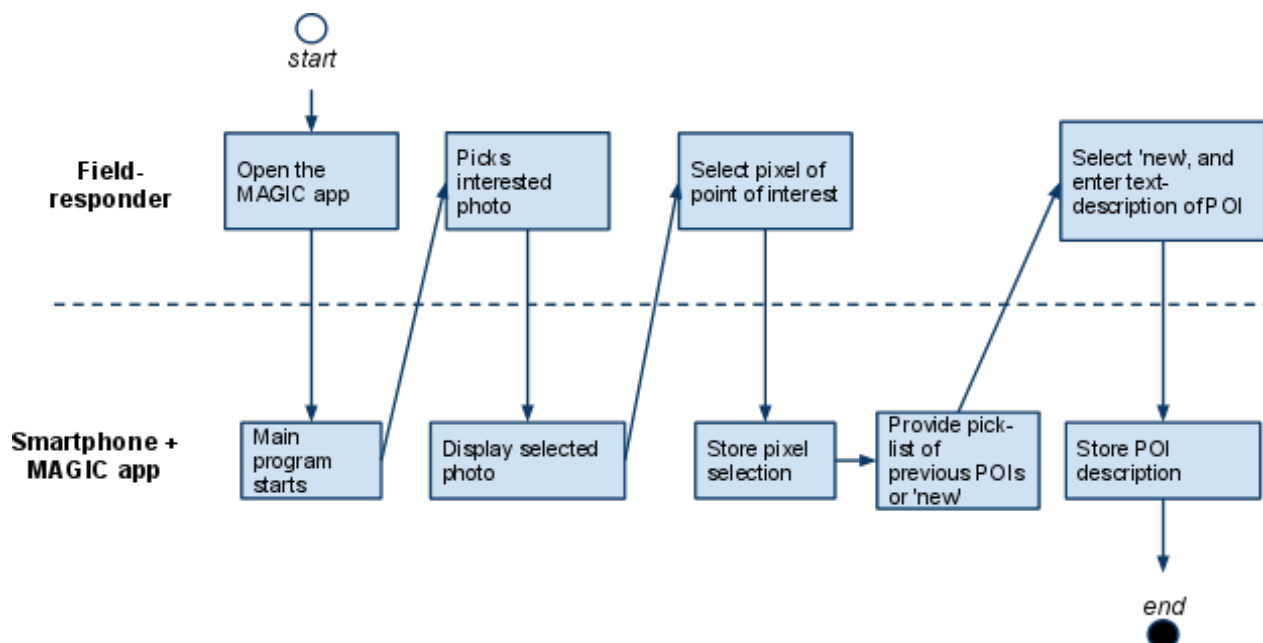 start
Field-
responder
Open the
MAGIC app
Picks
interested
photo
Select pixel of
point of interest
Select 'new', and
enter text-
description of POI
Smartphone +
MAGIC app
Main
program
starts
Display selected
photo
Store pixel
selection
Provide pick-
list of
previous POIs
or 'new'
Store POI
description
end